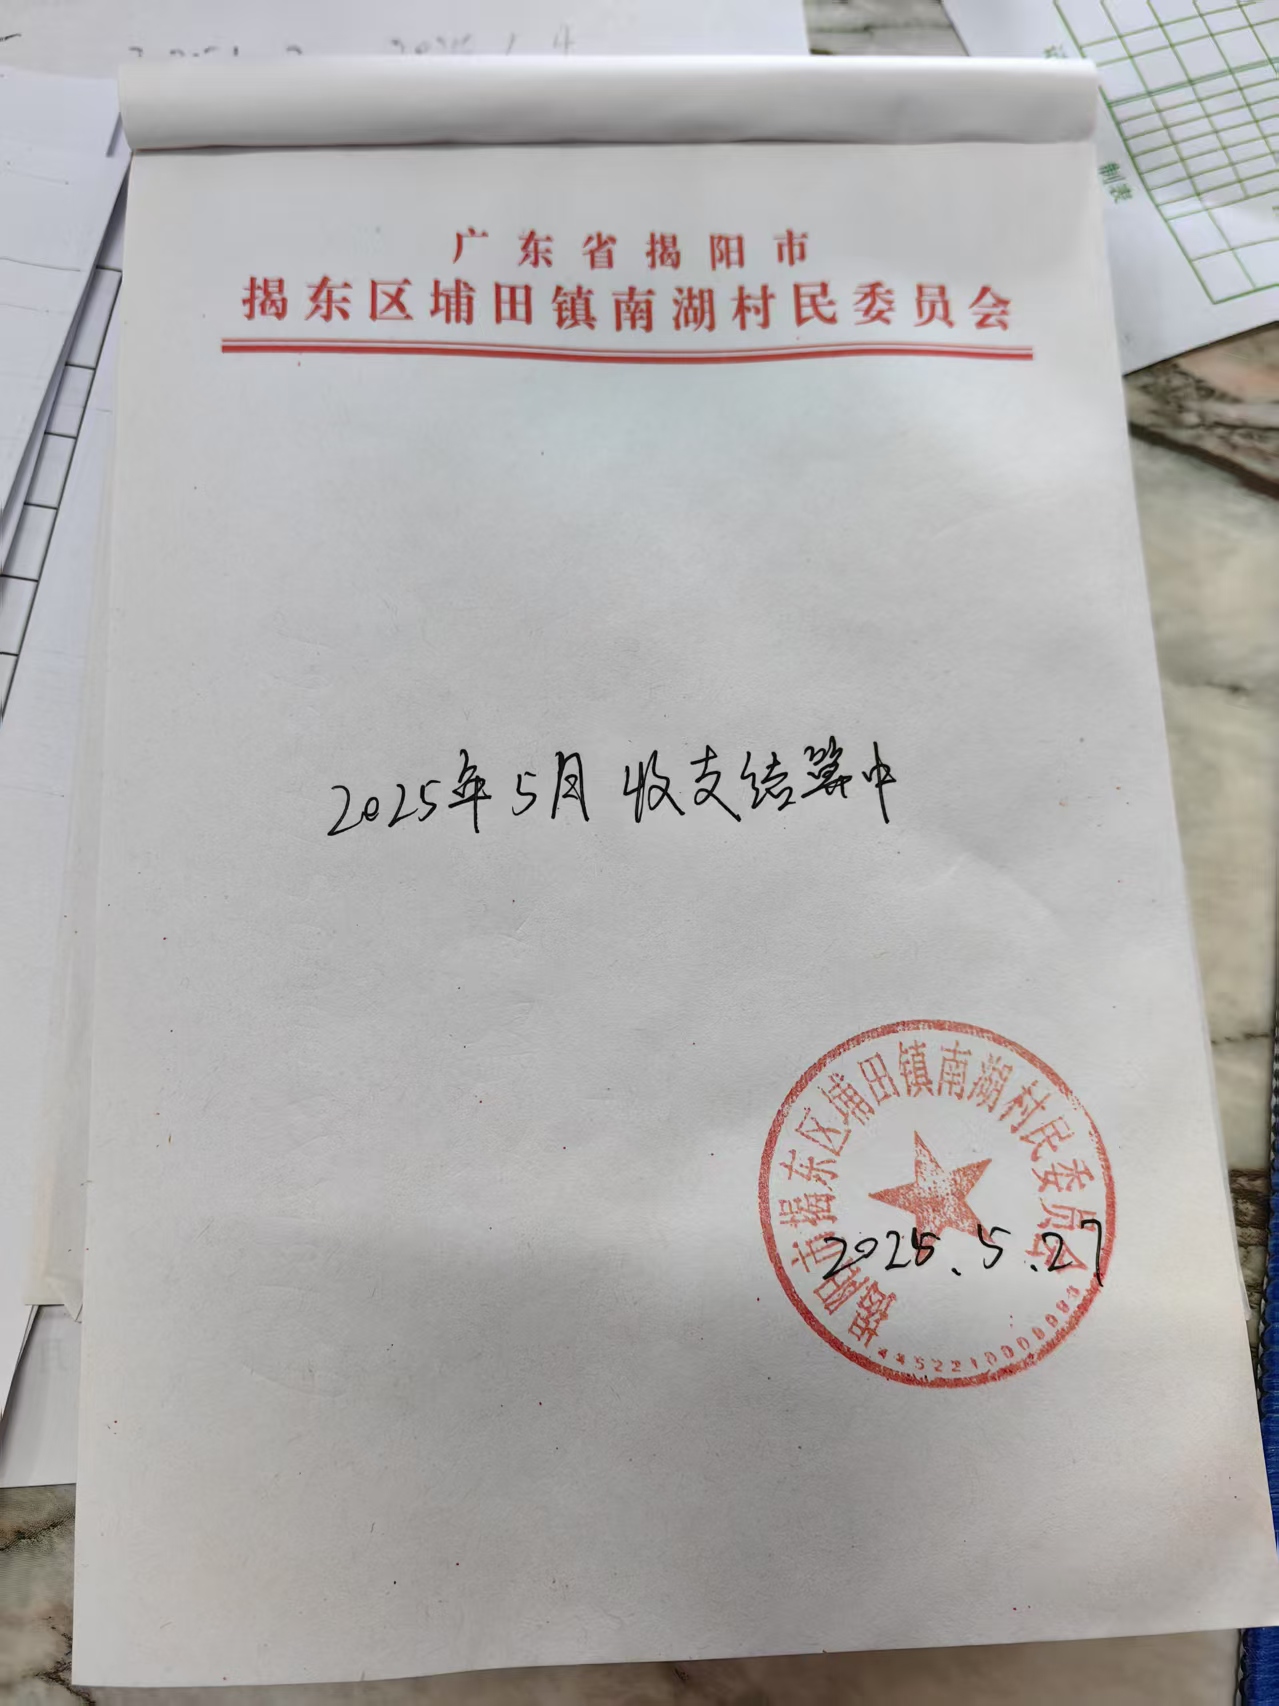 广东省揭阳市
揭东区埔田镇南湖村民委员会
2025年5月收支结算中
揭阳市揭东区埔田镇南湖村民委员会
2025.5.27
制表